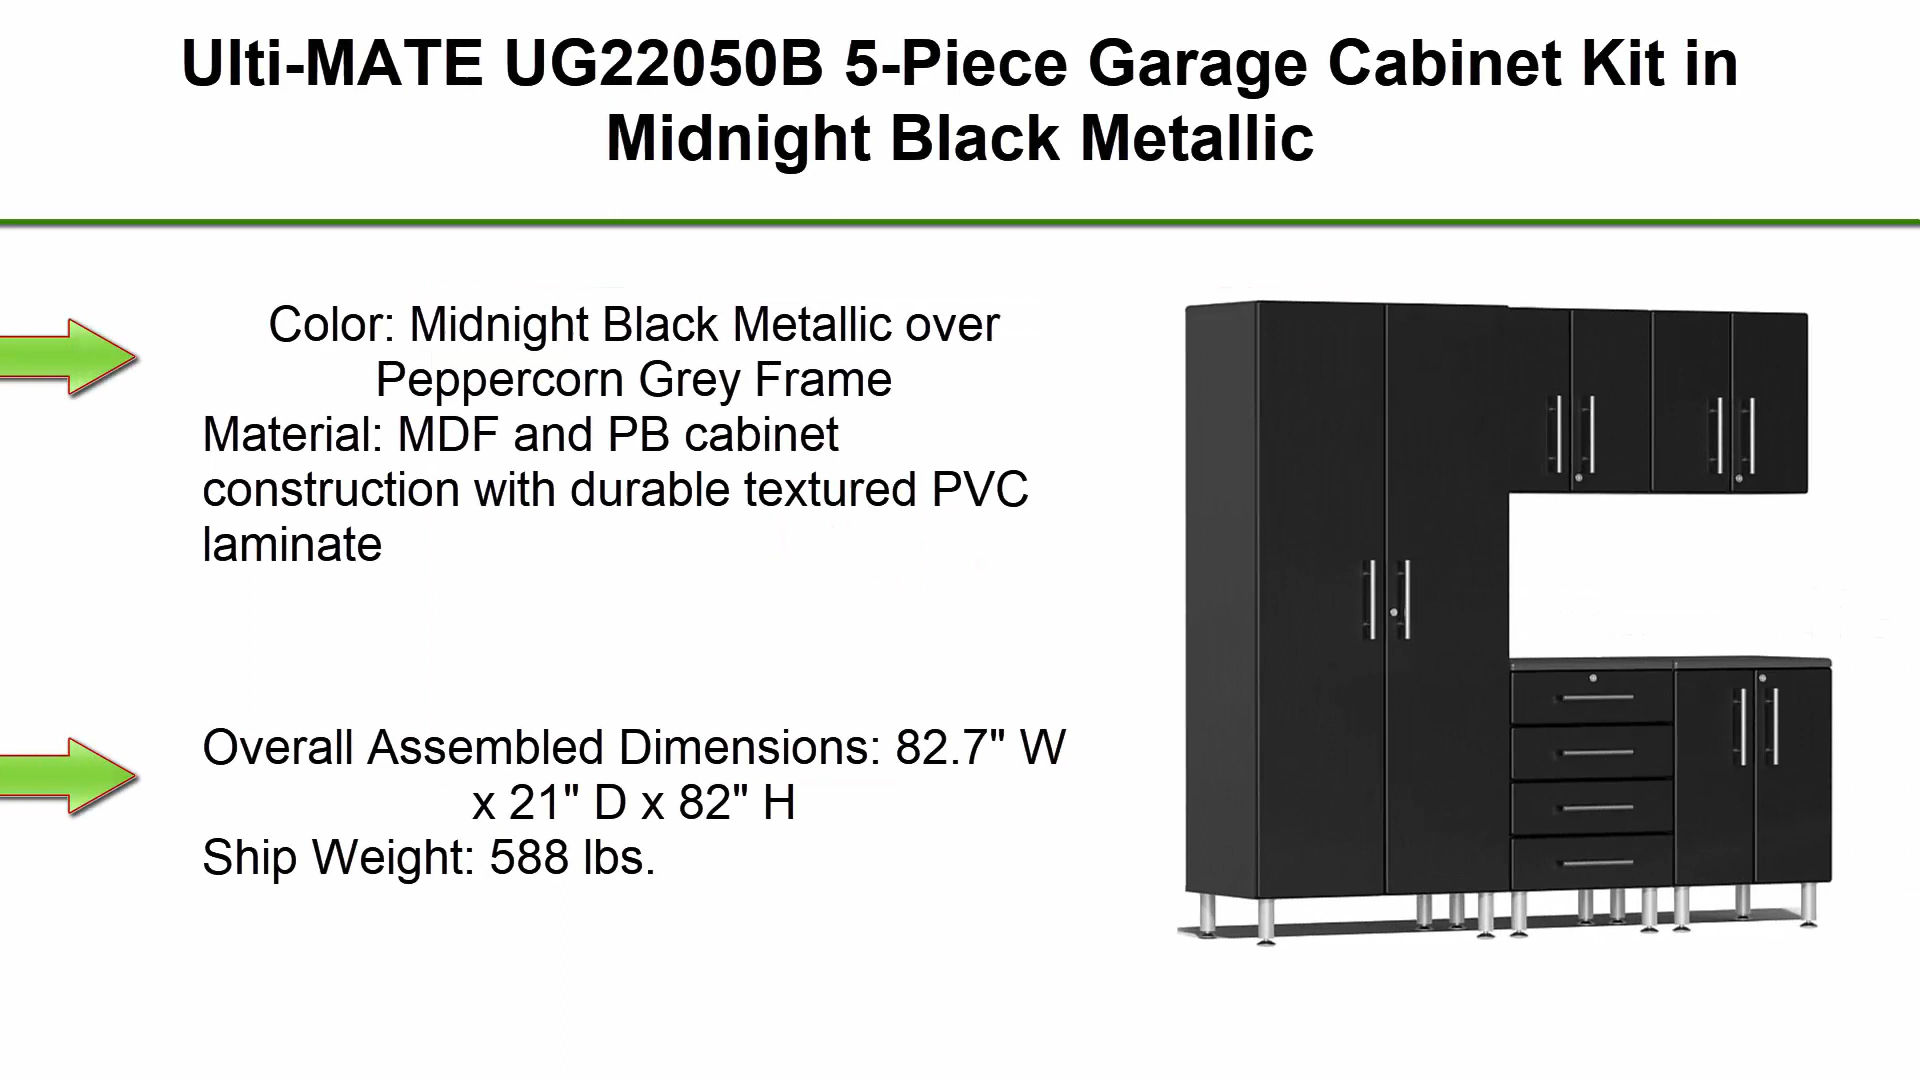 Ulti-MATE UG22050B 5-Piece Garage Cabinet Kit in
Midnight Black Metallic
Color: Midnight Black Metallic over
Peppercorn Grey Frame
Material: MDF and PB cabinet
construction with durable textured PVC
laminate
Overall Assembled Dimensions: 82.7" W
x 21" D x 82" H
Ship Weight: 588 lbs.